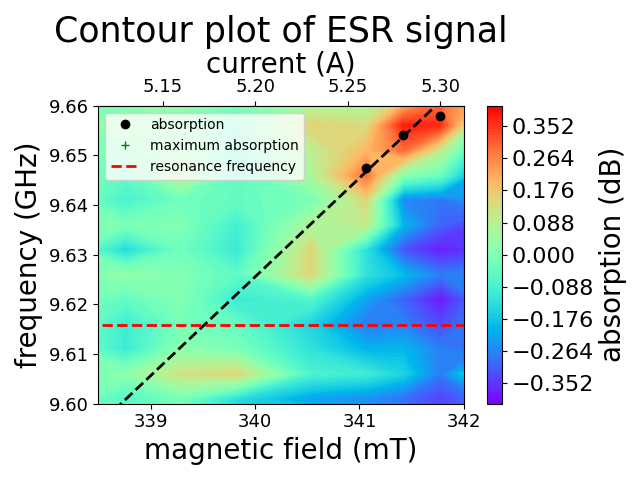 Contour plot of ESR signal
current (A)
5.15 5.20 5.25 5.30
9.66
9.65
9.64
9.63
9.62
9.61
9.60
frequency (GHz)
absorption
maximum absorption
resonance frequency
339 340 341 342
magnetic field (mT)
0.352
0.264
0.176
0.088
0.000
−0.088
−0.176
−0.264
−0.352
absorption (dB)